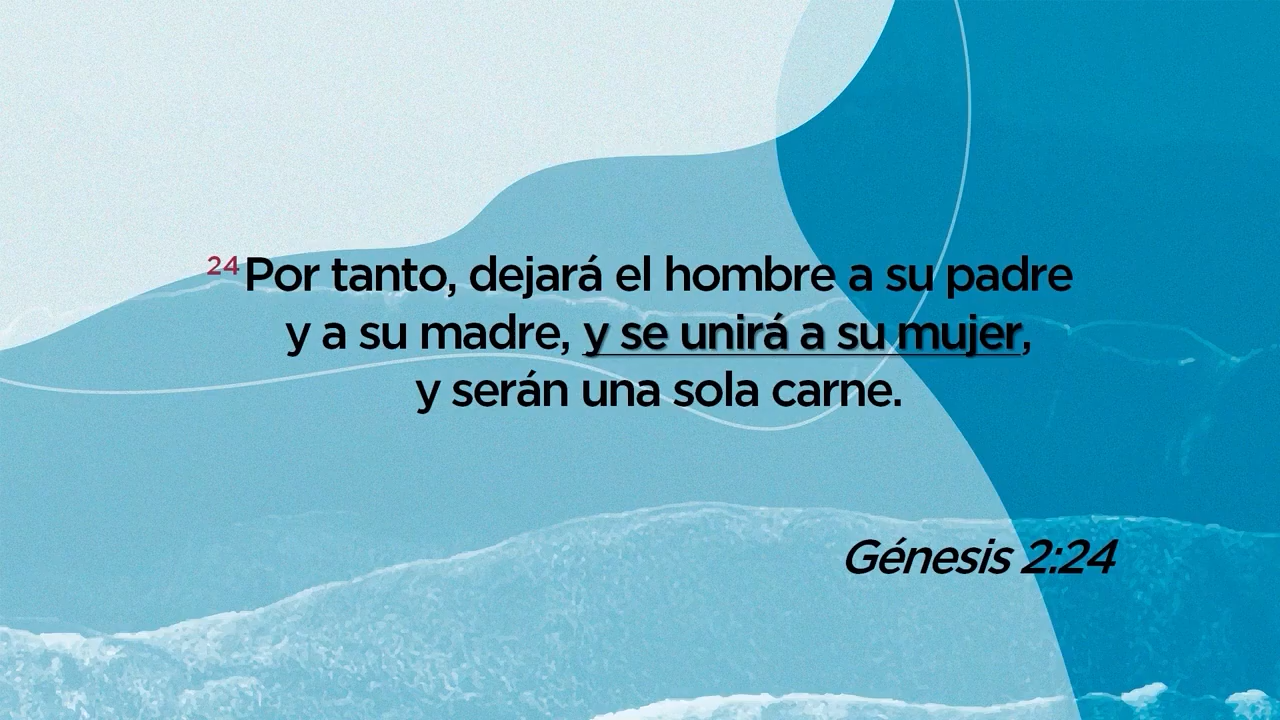 24 Por tanto, dejará el hombre a su padre
y a su madre, y se unirá a su mujer,
y serán una sola carne.
Génesis 2:24